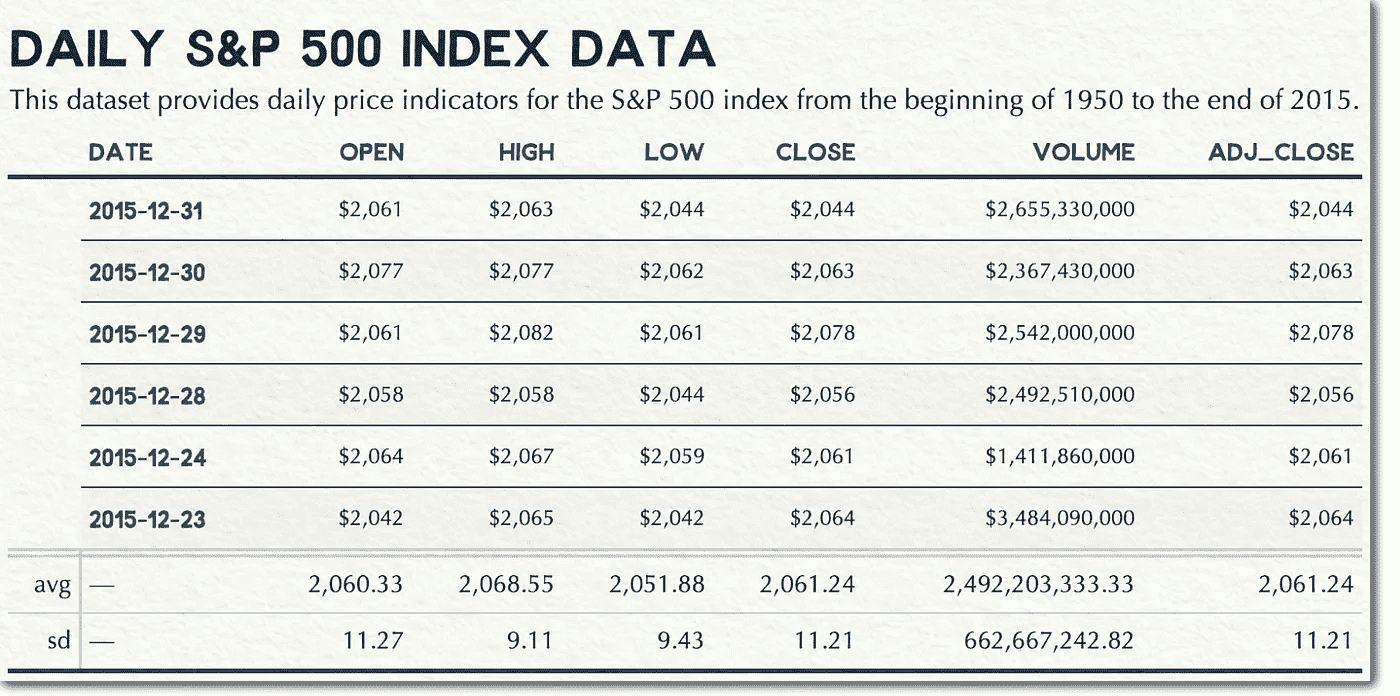 DAILY S&P 500 INDEX DATA
This dataset provides daily price indicators for the S&P 500 index from the beginning of 1950 to the end of 2015.
DATE OPEN HIGH LOW CLOSE VOLUME ADJ_CLOSE
2015-12-31 $2,061 $2,063 $2,044 $2,044 $2,655,330,000 $2,044
2015-12-30 $2,077 $2,077 $2,062 $2,063 $2,367,430,000 $2,063
2015-12-29 $2,061 $2,082 $2,061 $2,078 $2,542,000,000 $2,078
2015-12-28 $2,058 $2,058 $2,044 $2,056 $2,492,510,000 $2,056
2015-12-24 $2,064 $2,067 $2,059 $2,061 $1,411,860,000 $2,061
2015-12-23 $2,042 $2,065 $2,042 $2,064 $3,484,090,000 $2,064
avg — 2,060.33 2,068.55 2,051.88 2,061.24 2,492,203,333.33 2,061.24
sd — 11.27 9.11 9.43 11.21 662,667,242.82 11.21